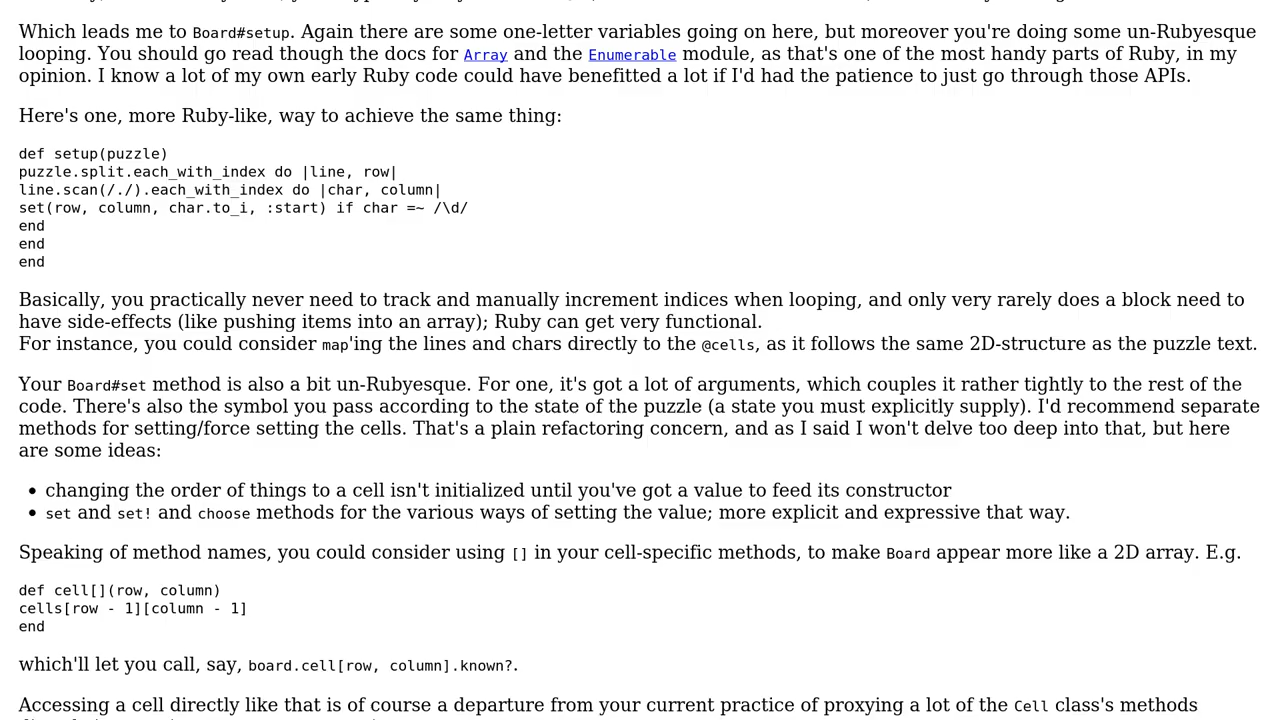 Which leads me to Board#setup. Again there are some one-letter variables going on here, but moreover you're doing some un-Rubyesque
looping. You should go read though the docs for Array and the Enumerable module, as that's one of the most handy parts of Ruby, in my
opinion. I know a lot of my own early Ruby code could have benefitted a lot if I'd had the patience to just go through those APIs.
Here's one, more Ruby-like, way to achieve the same thing:
def setup(puzzle)
puzzle.split.each_with_index do |line, row|
line.scan(/./).each_with_index do |char, column|
set(row, column, char.to_i, :start) if char =~ /\d/
end
end
end
Basically, you practically never need to track and manually increment indices when looping, and only very rarely does a block need to
have side-effects (like pushing items into an array); Ruby can get very functional.
For instance, you could consider map'ing the lines and chars directly to the @cells, as it follows the same 2D-structure as the puzzle text.
Your Board#set method is also a bit un-Rubyesque. For one, it's got a lot of arguments, which couples it rather tightly to the rest of the
code. There's also the symbol you pass according to the state of the puzzle (a state you must explicitly supply). I'd recommend separate
methods for setting/force setting the cells. That's a plain refactoring concern, and as I said I won't delve too deep into that, but here
are some ideas:
• changing the order of things to a cell isn't initialized until you've got a value to feed its constructor
• set and set! and choose methods for the various ways of setting the value; more explicit and expressive that way.
Speaking of method names, you could consider using [] in your cell-specific methods, to make Board appear more like a 2D array. E.g.
def cell[](row, column)
cells[row - 1][column - 1]
end
which'll let you call, say, board.cell[row, column].known?.
Accessing a cell directly like that is of course a departure from your current practice of proxying a lot of the Cell class's methods